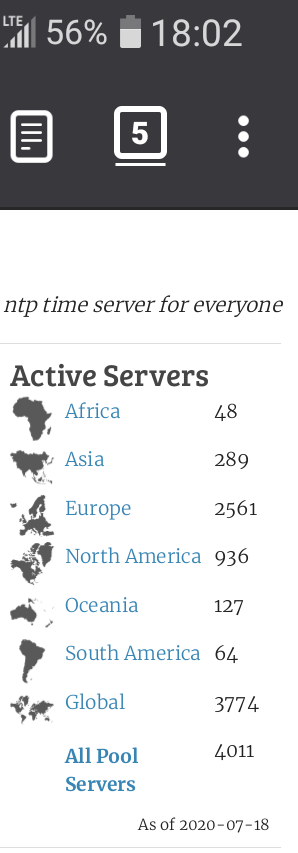 LTE 56% 18:02
5
ntp time server for everyone
Active Servers
Africa 48
Asia 289
Europe 2561
North America 936
Oceania 127
South America 64
Global 3774
All Pool Servers 4011
As of 2020-07-18